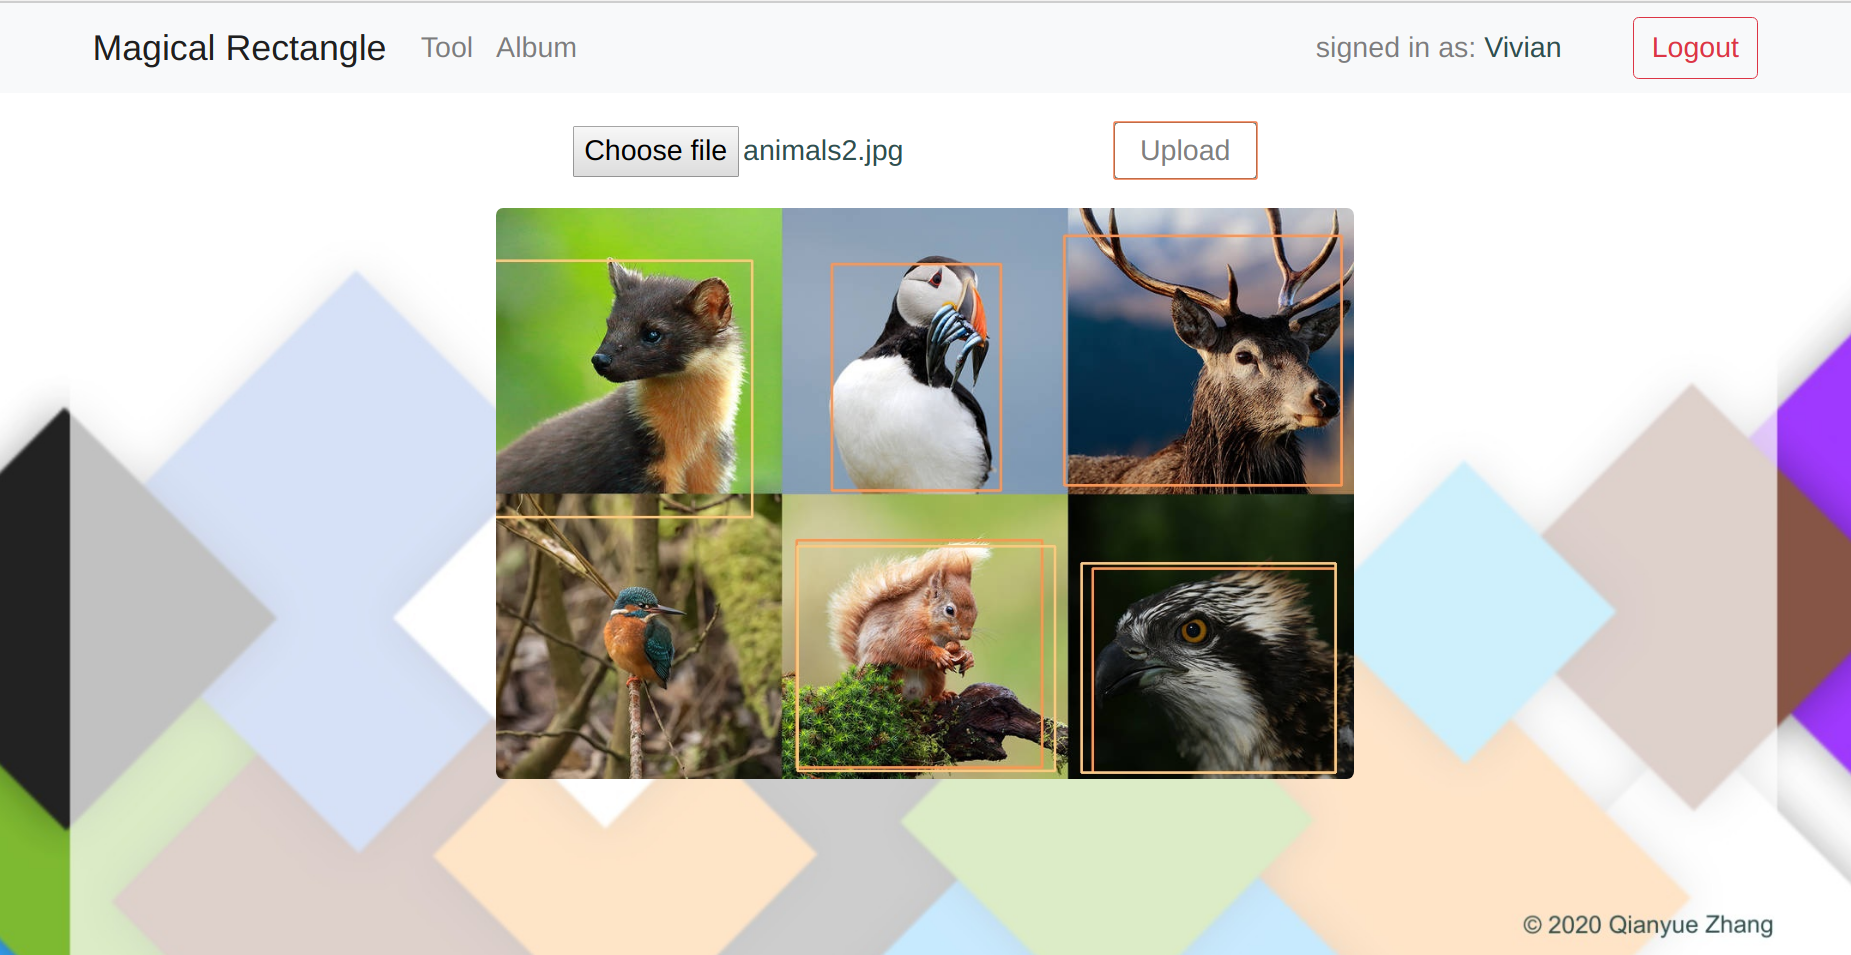 Magical Rectangle Tool Album signed in as: Vivian Logout
Choose file animals2.jpg Upload
© 2020 Qianyue Zhang